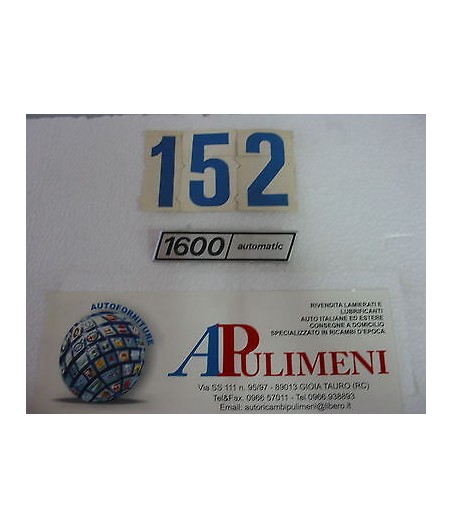 152
1600 automatic
AUTOFORNITURE
RIVENDITA LAMIERATI E
LUBRIFICANTI
AUTO ITALIANE ED ESTERE
CONSEGNE A DOMICILIO
SPECIALIZZATO IN RICAMBI D'EPOCA
APULIMENI
Via SS 111 n. 95/97 - 89013 GIOIA TAURO (RC)
Tel&Fax. 0966 57011 - Tel 0966 938893
Email: autoricambipulimeni@libero.it